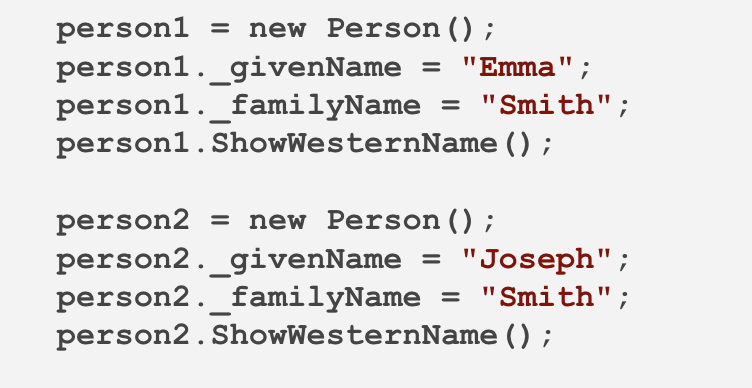 person1 = new Person();
person1._givenName = "Emma";
person1._familyName = "Smith";
person1.ShowWesternName();
person2 = new Person();
person2._givenName = "Joseph";
person2._familyName = "Smith";
person2.ShowWesternName();